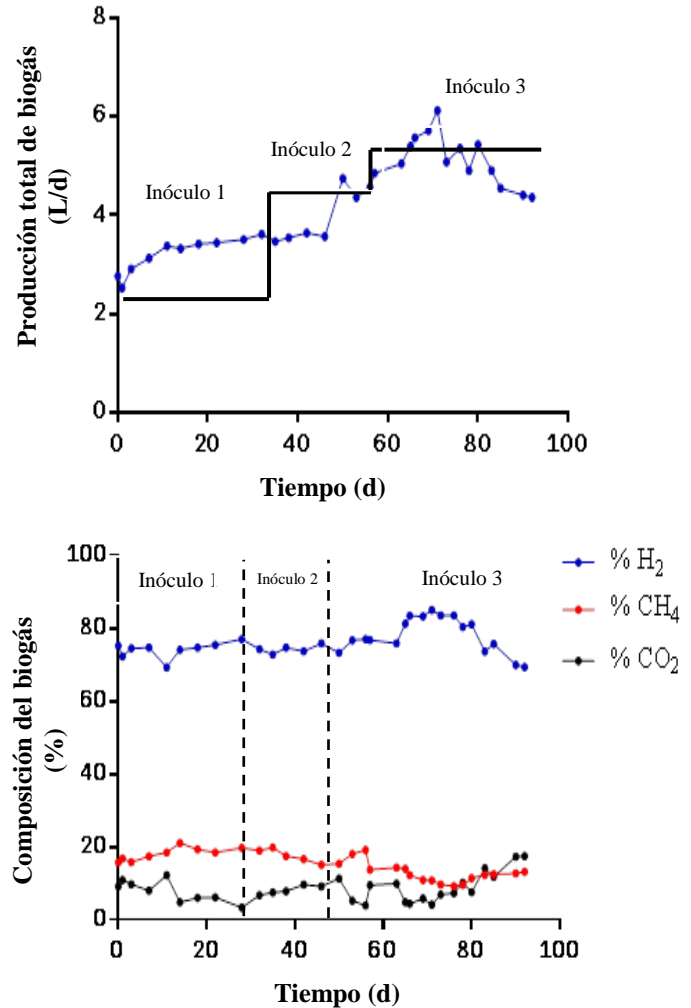 8
6
4
2
0
Producción total de biogás
(L/d)
Inóculo 1
Inóculo 2
Inóculo 3
0 20 40 60 80 100
Tiempo (d)
100
80
60
40
20
0
Composición del biogás
(%)
Inóculo 1
Inóculo 2
Inóculo 3
% H₂
% CH₄
% CO₂
0 20 40 60 80 100
Tiempo (d)